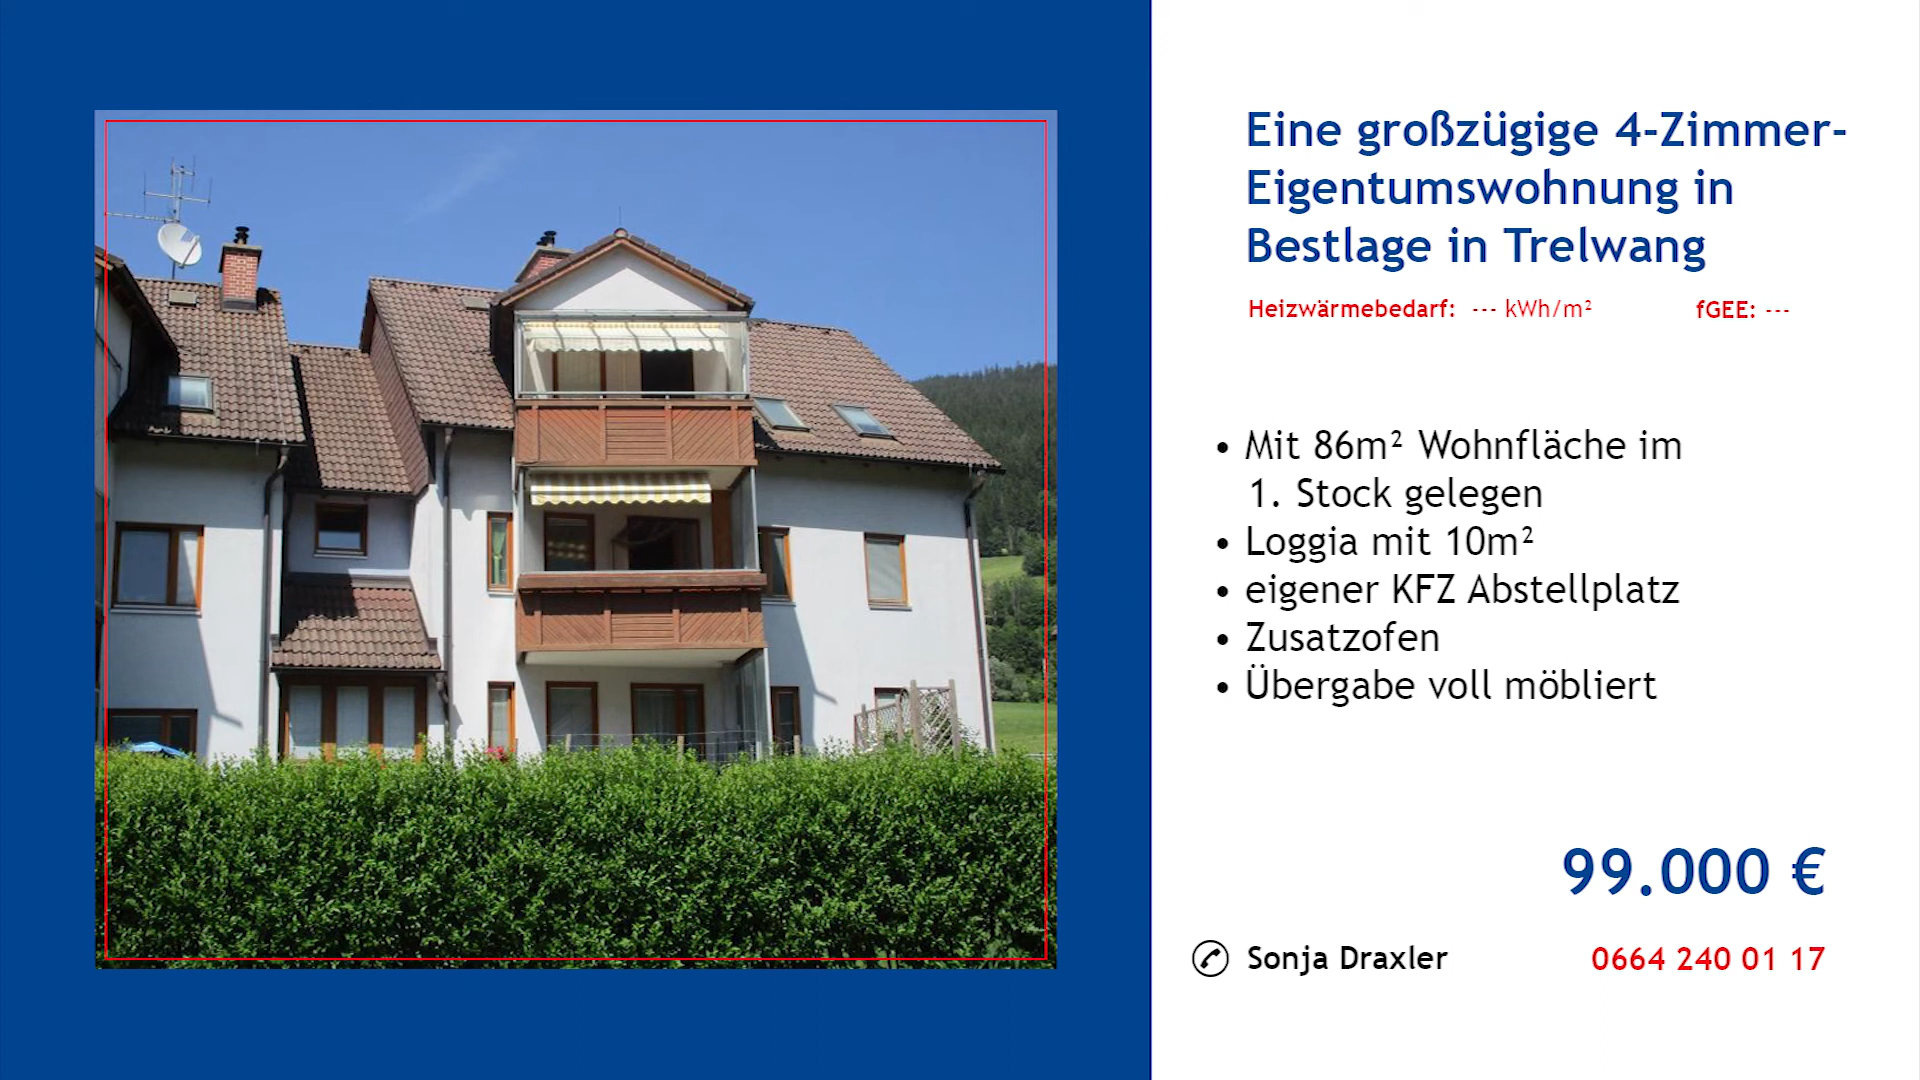 Eine großzügige 4-Zimmer-
Eigentumswohnung in
Bestlage in Trelwang
Heizwärmebedarf: --- kWh/m² fGEE: ---
• Mit 86m² Wohnfläche im
1. Stock gelegen
• Loggia mit 10m²
• eigener KFZ Abstellplatz
• Zusatzofen
• Übergabe voll möbliert
99.000 €
Sonja Draxler 0664 240 01 17